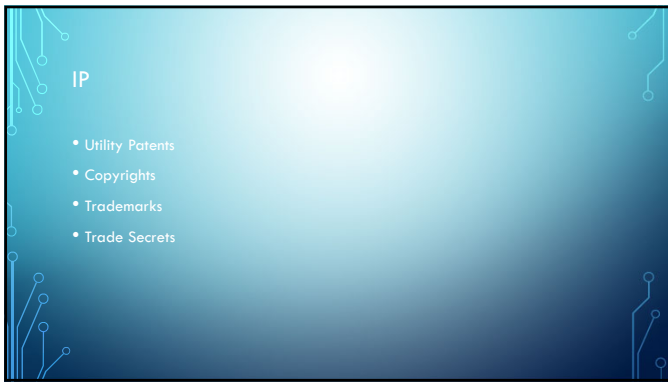 IP
• Utility Patents
• Copyrights
• Trademarks
• Trade Secrets